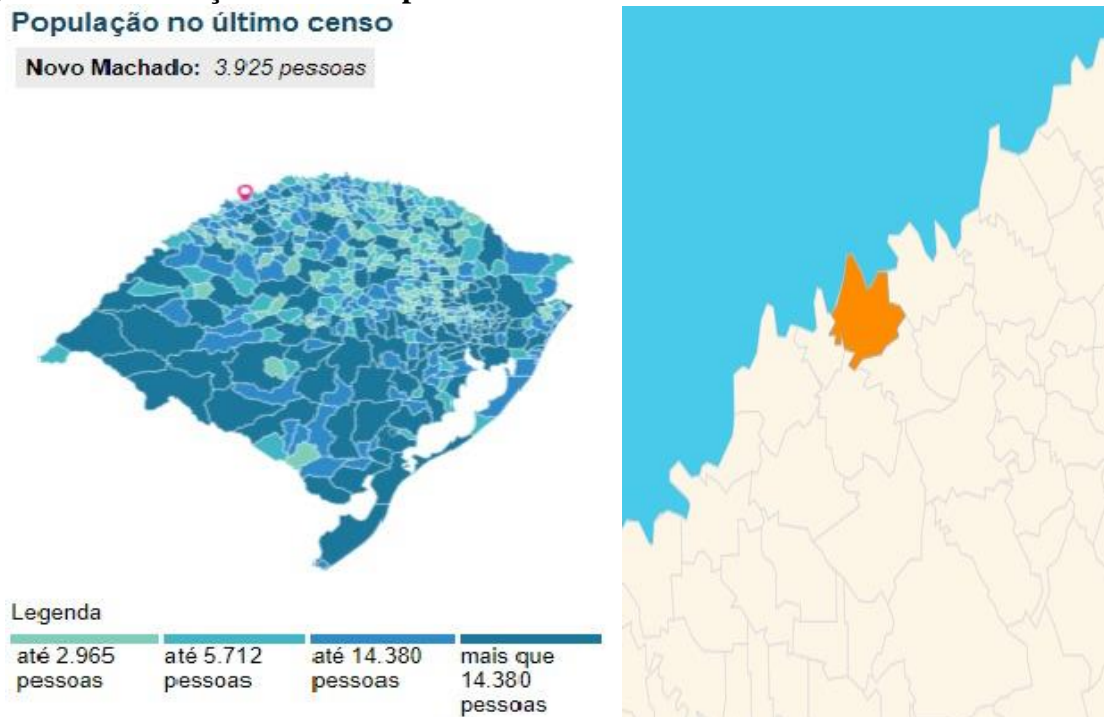 População no último censo
Novo Machado: 3.925 pessoas
Legenda
até 2.965 pessoas
até 5.712 pessoas
até 14.380 pessoas
mais que 14.380 pessoas